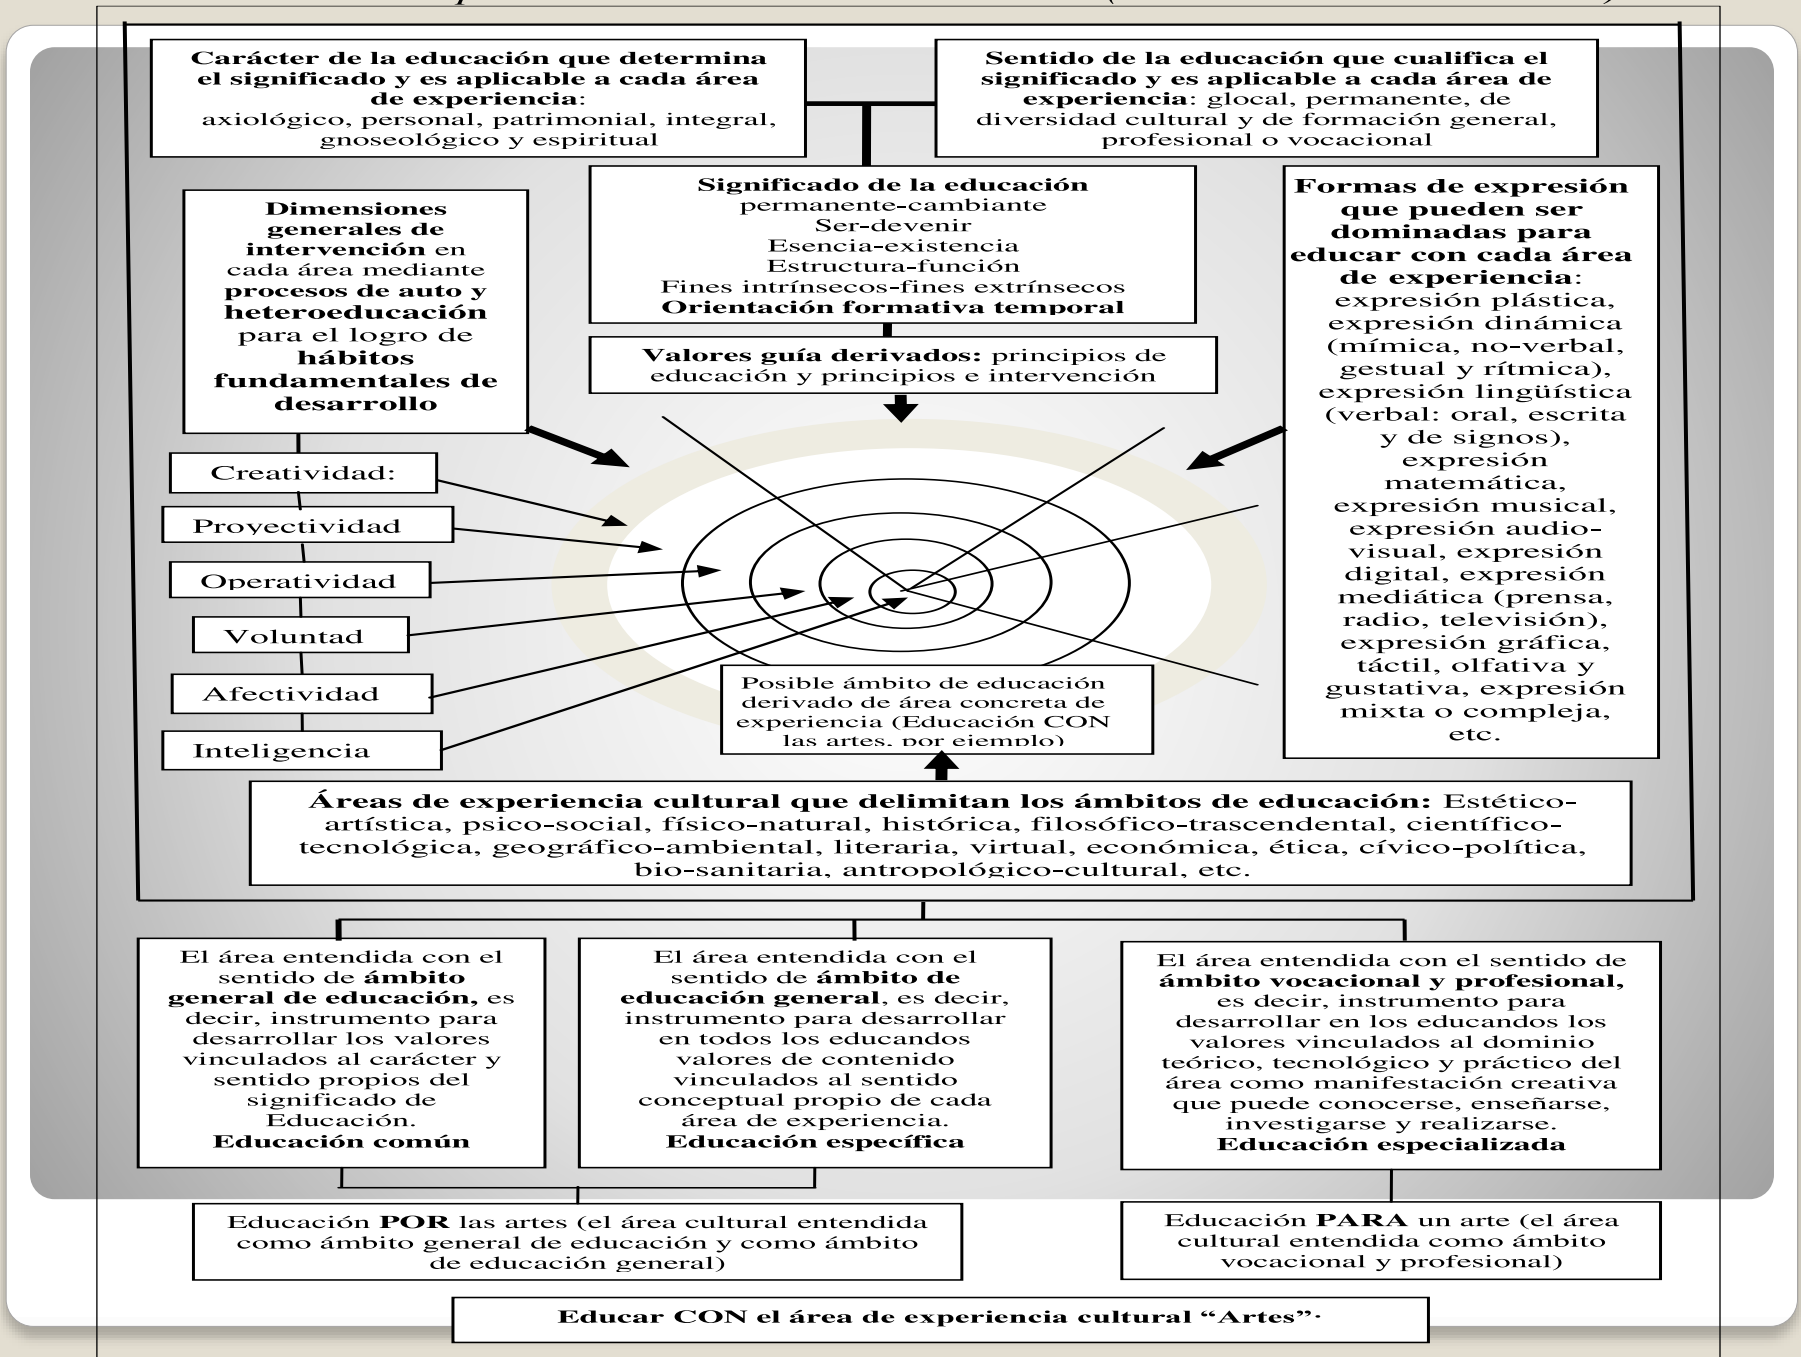 Carácter de la educación que determina
el significado y es aplicable a cada área
de experiencia:
axiológico, personal, patrimonial, integral,
gnoseológico y espiritual
Sentido de la educación que cualifica el
significado y es aplicable a cada área de
experiencia: glocal, permanente, de
diversidad cultural y de formación general,
profesional o vocacional
Significado de la educación
permanente-cambiante
Ser-devenir
Esencia-existencia
Estructura-función
Fines intrínsecos-fines extrínsecos
Orientación formativa temporal
Valores guía derivados: principios de
educación y principios e intervención
Dimensiones
generales de
intervención en
cada área mediante
procesos de auto y
heteroeducación
para el logro de
hábitos
fundamentales de
desarrollo
Creatividad:
Proyectividad
Operatividad
Voluntad
Afectividad
Inteligencia
Formas de expresión
que pueden ser
dominadas para
educar con cada área
de experiencia:
expresión plástica,
expresión dinámica
(mímica, no-verbal,
gestual y rítmica),
expresión lingüística
(verbal: oral, escrita
y de signos),
expresión
matemática,
expresión musical,
expresión audio-
visual, expresión
digital, expresión
mediática (prensa,
radio, televisión),
expresión gráfica,
táctil, olfativa y
gustativa, expresión
mixta o compleja,
etc.
Posible ámbito de educación
derivado de área concreta de
experiencia (Educación CON
las artes, por ejemplo)
Áreas de experiencia cultural que delimitan los ámbitos de educación: Estético-
artística, psico-social, físico-natural, histórica, filosófico-trascendental, científico-
tecnológica, geográfico-ambiental, literaria, virtual, económica, ética, cívico-política,
bio-sanitaria, antropológico-cultural, etc.
El área entendida con el
sentido de ámbito
general de educación, es
decir, instrumento para
desarrollar los valores
vinculados al carácter y
sentido propios del
significado de
Educación.
Educación común
El área entendida con el
sentido de ámbito de
educación general, es decir,
instrumento para desarrollar
en todos los educandos
valores de contenido
vinculados al sentido
conceptual propio de cada
área de experiencia.
Educación específica
El área entendida con el sentido de
ámbito vocacional y profesional,
es decir, instrumento para
desarrollar en los educandos los
valores vinculados al dominio
teórico, tecnológico y práctico del
área como manifestación creativa
que puede conocerse, enseñarse,
investigarse y realizarse.
Educación especializada
Educación POR las artes (el área cultural entendida
como ámbito general de educación y como ámbito
de educación general)
Educación PARA un arte (el área
cultural entendida como ámbito
vocacional y profesional)
Educar CON el área de experiencia cultural “Artes”·